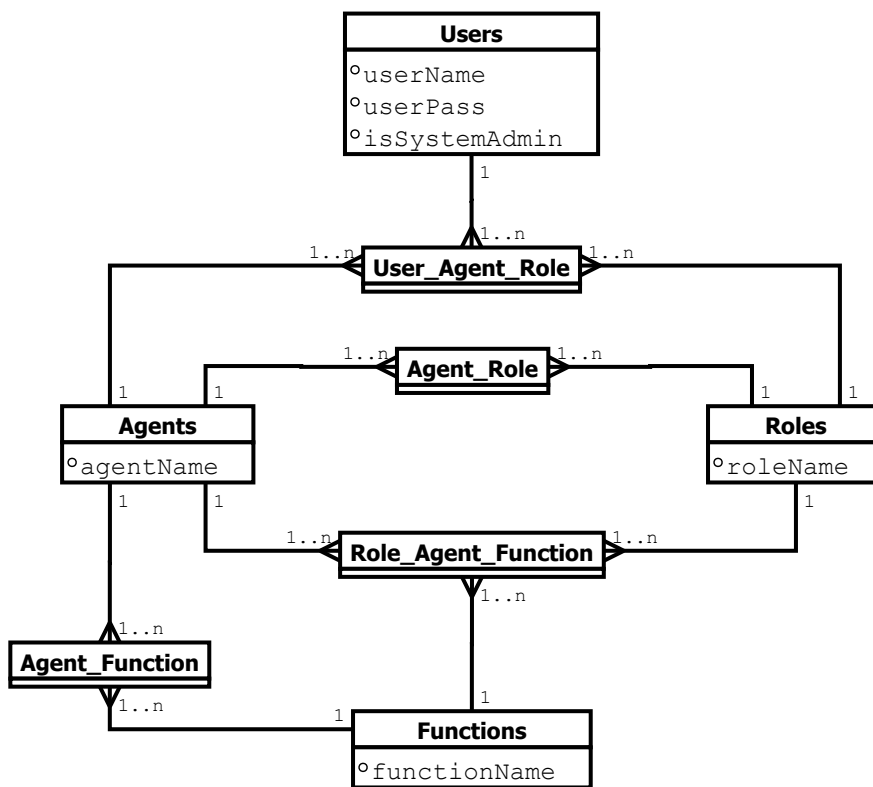 Users
userName
userPass
isSystemAdmin
1
1..n
1..n
1..n
User_Agent_Role
1..n
1..n
Agent_Role
1
1
1
1
Agents
agentName
Roles
roleName
1
1
1
1..n
1..n
Role_Agent_Function
1..n
1..n
Agent_Function
1..n
1
1
Functions
functionName